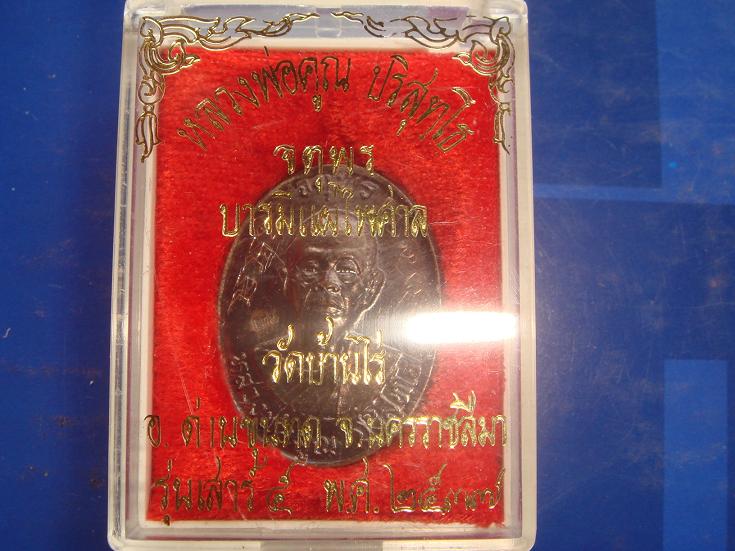 หลวงพ่อคูณ ปริสุทฺโธ
จตุพร
บารมีแผ่ไพศาล
วัดบ้านไร่
อ. ด่านขุนทด จ. นครราชสีมา
รุ่นเสาร์ ๕ พ.ศ. ๒๕๓๗